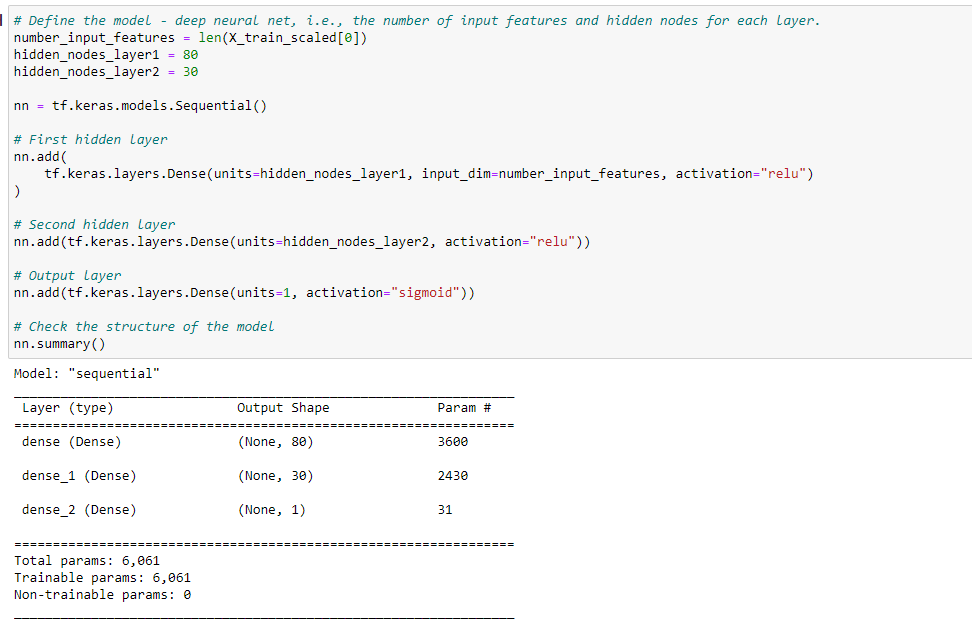 # Define the model - deep neural net, i.e., the number of input features and hidden nodes for each layer.
number_input_features = len(X_train_scaled[0])
hidden_nodes_layer1 = 80
hidden_nodes_layer2 = 30
nn = tf.keras.models.Sequential()
# First hidden layer
nn.add(
    tf.keras.layers.Dense(units=hidden_nodes_layer1, input_dim=number_input_features, activation="relu")
)
# Second hidden layer
nn.add(tf.keras.layers.Dense(units=hidden_nodes_layer2, activation="relu"))
# Output layer
nn.add(tf.keras.layers.Dense(units=1, activation="sigmoid"))
# Check the structure of the model
nn.summary()
Model: "sequential"
_________________________________________________________________
Layer (type) Output Shape Param #
=================================================================
dense (Dense) (None, 80) 3600
dense_1 (Dense) (None, 30) 2430
dense_2 (Dense) (None, 1) 31
=================================================================
Total params: 6,061
Trainable params: 6,061
Non-trainable params: 0
_________________________________________________________________